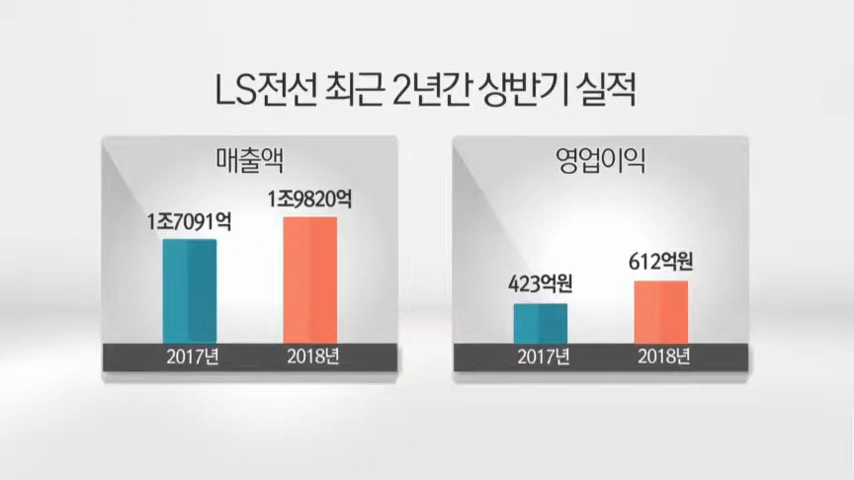 LS전선 최근 2년간 상반기 실적
매출액
1조7091억
1조9820억
2017년
2018년
영업이익
423억원
612억원
2017년
2018년